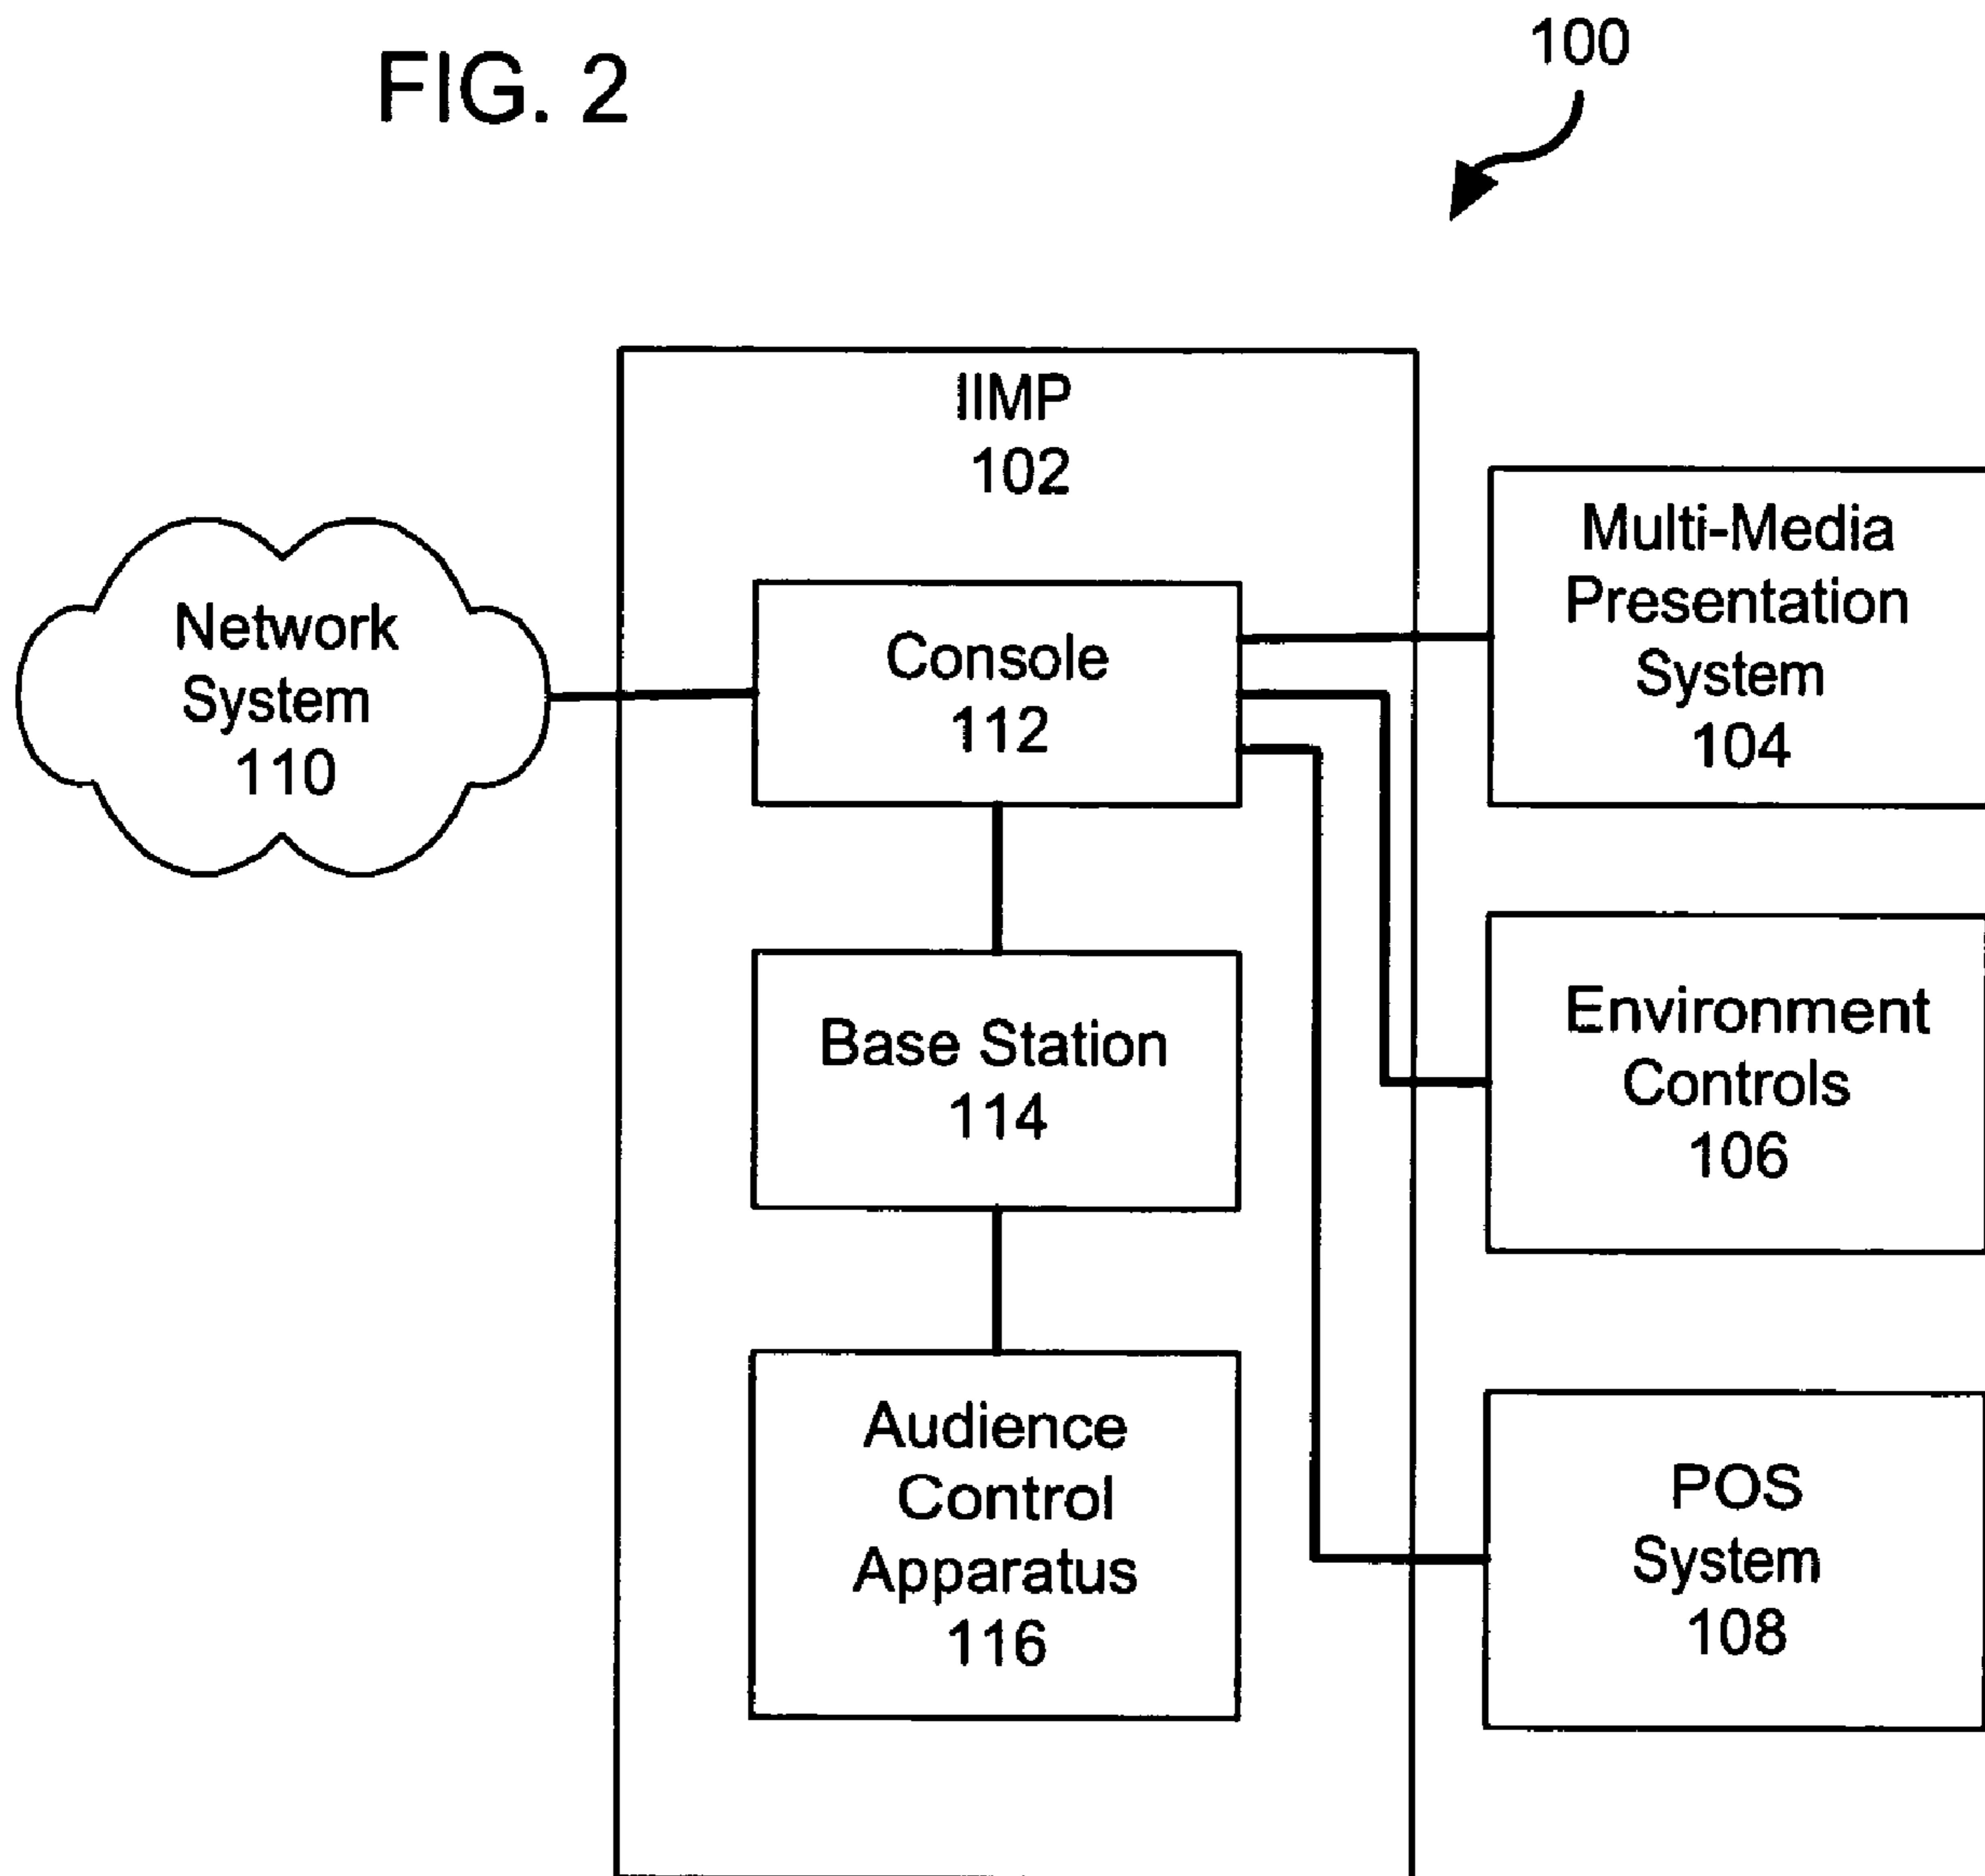 FIG. 2
100
IIMP
102
Network
System
110
Console
112
Multi-Media
Presentation
System
104
Base Station
114
Environment
Controls
106
Audience
Control
Apparatus
116
POS
System
108